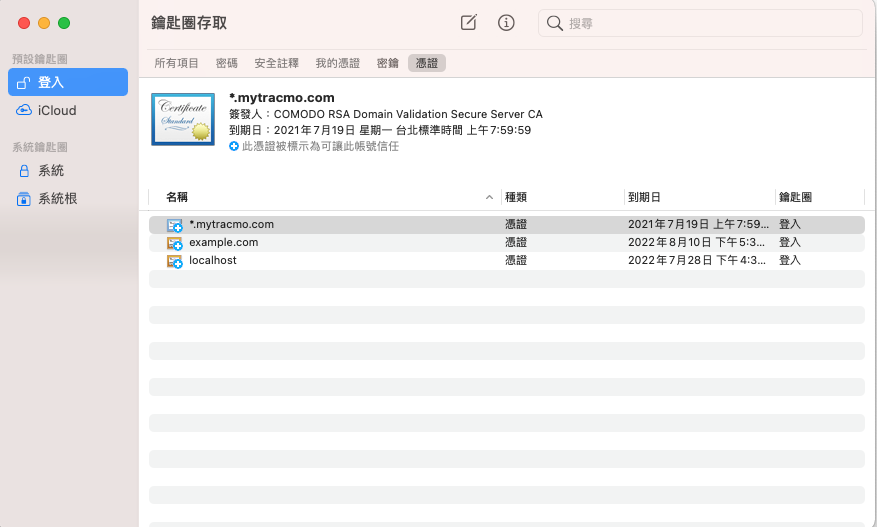 鑰匙圈存取
搜尋
預設鑰匙圈
登入
iCloud
系統鑰匙圈
系統
系統根
所有項目 密碼 安全註釋 我的憑證 密鑰 憑證
Certificate
Standard
*.mytracmo.com
簽發人：COMODO RSA Domain Validation Secure Server CA
到期日：2021年7月19日 星期一 台北標準時間 上午7:59:59
此憑證被標示為可讓此帳號信任
名稱 種類 到期日 鑰匙圈
*.mytracmo.com 憑證 2021年7月19日 上午7:59... 登入
example.com 憑證 2022年8月10日 下午5:3... 登入
localhost 憑證 2022年7月28日 下午4:3... 登入